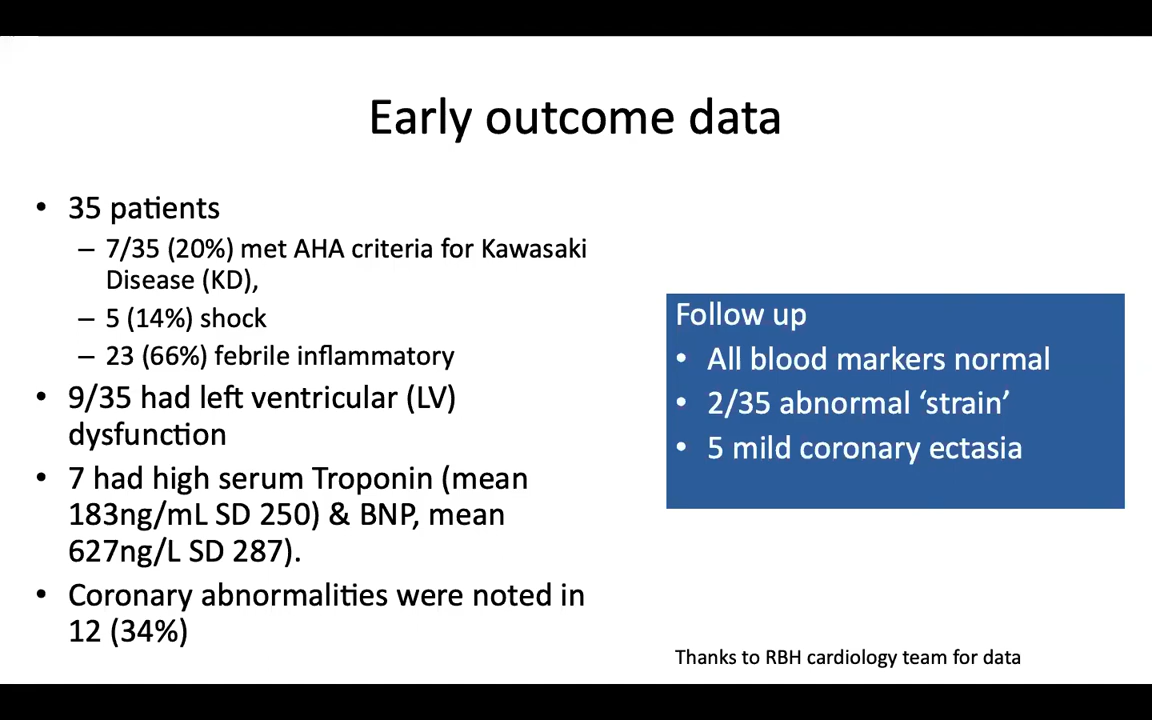 Early outcome data
• 35 patients
– 7/35 (20%) met AHA criteria for Kawasaki
Disease (KD),
– 5 (14%) shock
– 23 (66%) febrile inflammatory
• 9/35 had left ventricular (LV)
dysfunction
• 7 had high serum Troponin (mean
183ng/mL SD 250) & BNP, mean
627ng/L SD 287).
• Coronary abnormalities were noted in
12 (34%)
Follow up
• All blood markers normal
• 2/35 abnormal ‘strain’
• 5 mild coronary ectasia
Thanks to RBH cardiology team for data